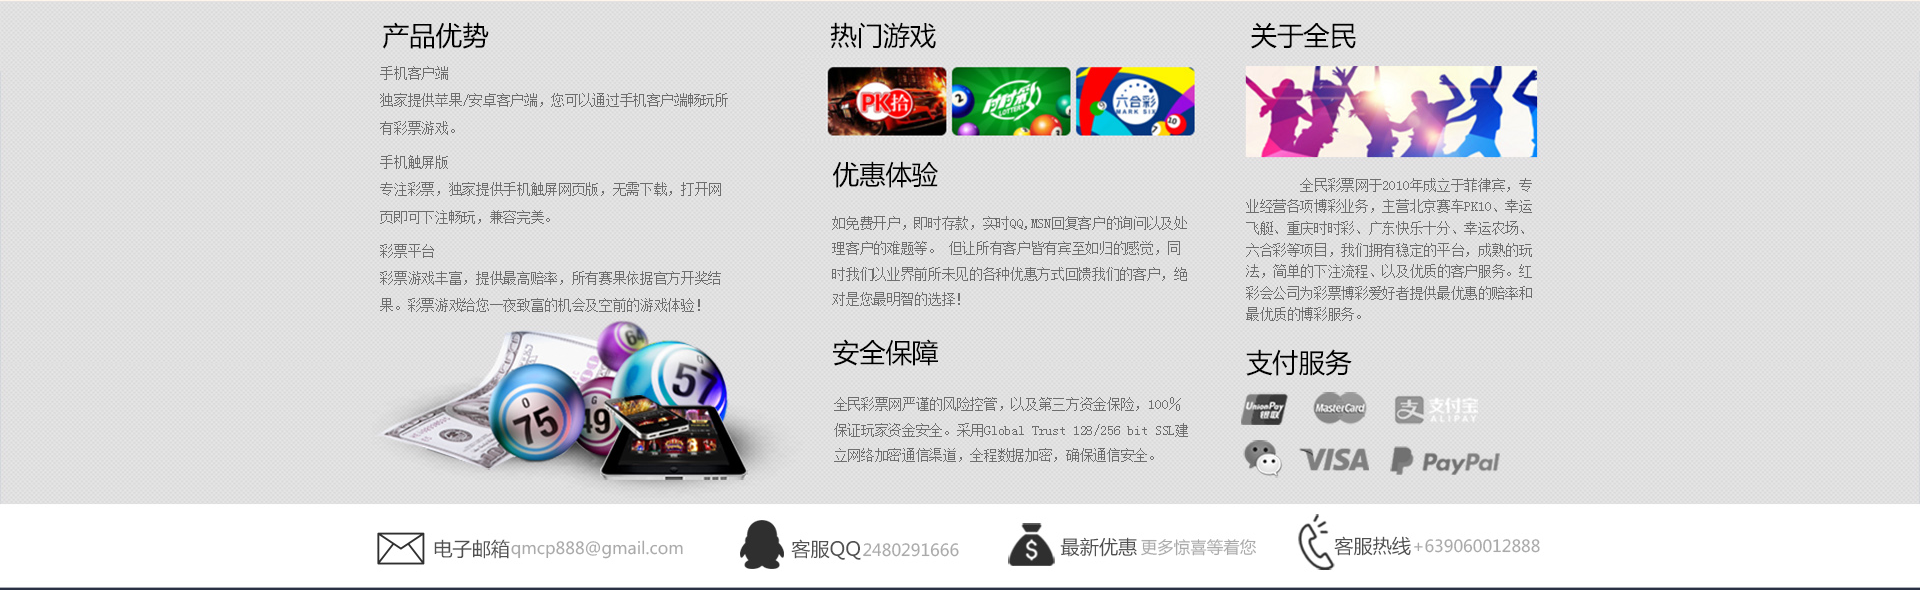 产品优势
手机客户端
独家提供苹果/安卓客户端，您可以通过手机客户端畅玩所
有彩票游戏。
手机触屏版
专注彩票，独家提供手机触屏网页版，无需下载，打开网
页即可下注畅玩，兼容完美。
彩票平台
彩票游戏丰富，提供最高赔率，所有赛果依据官方开奖结
果。彩票游戏给您一夜致富的机会及空前的游戏体验！
64
G
57
O
75
G
49
热门游戏
PK拾
2
时时彩
LOTTERY
六合彩
MARK SIX
10
优惠体验
如免费开户，即时存款，实时QQ,MSN回复客户的询问以及处
理客户的难题等。 但让所有客户皆有宾至如归的感觉，同
时我们以业界前所未见的各种优惠方式回馈我们的客户，绝
对是您最明智的选择！
安全保障
全民彩票网严谨的风险控管，以及第三方资金保险，100%
保证玩家资金安全。采用Global Trust 128/256 bit SSL建
立网络加密通信渠道，全程数据加密，确保通信安全。
关于全民
全民彩票网于2010年成立于菲律宾，专
业经营各项博彩业务，主营北京赛车PK10、幸运
飞艇、重庆时时彩、广东快乐十分、幸运农场、
六合彩等项目，我们拥有稳定的平台，成熟的玩
法，简单的下注流程、以及优质的客户服务。红
彩会公司为彩票博彩爱好者提供最优惠的赔率和
最优质的博彩服务。
支付服务
UnionPay
银联
MasterCard
支 支付宝
ALIPAY
VISA
PayPal
电子邮箱qmcp888@gmail.com
客服QQ2480291666
$
最新优惠 更多惊喜等着您
客服热线+639060012888